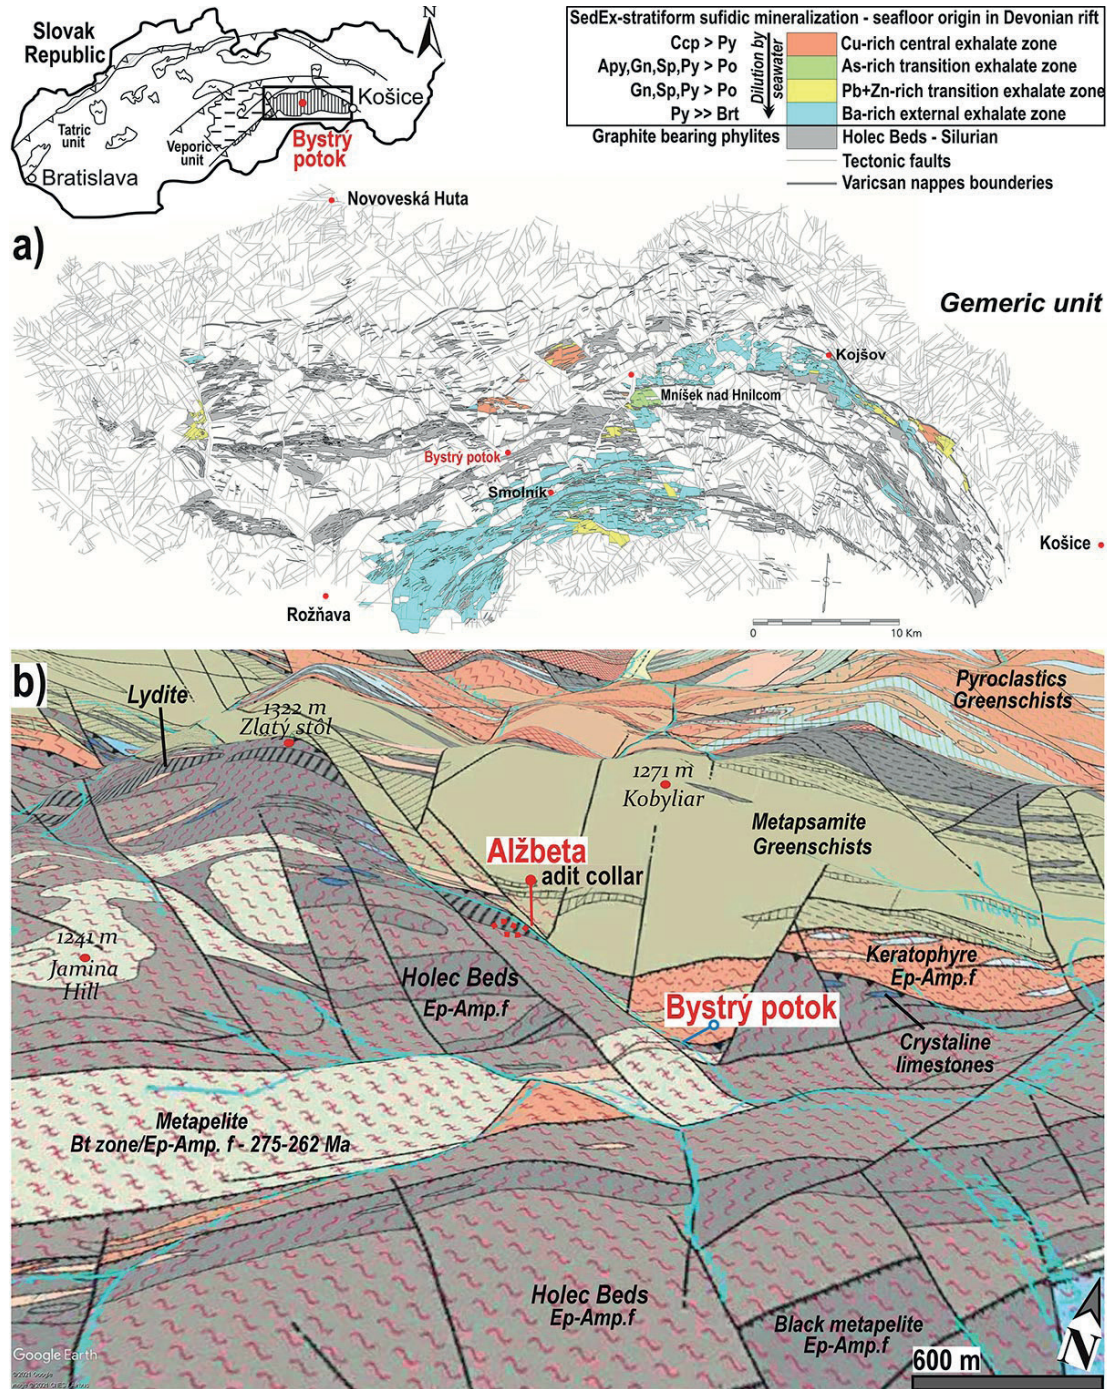 Slovak
Republic
N
Košice
Tatric
unit
Veporic
unit
Bystrý
potok
Bratislava
SedEx-stratiform sufidic mineralization - seafloor origin in Devonian rift
Ccp > Py
Cu-rich central exhalate zone
Apy,Gn,Sp,Py > Po
As-rich transition exhalate zone
Gn,Sp,Py > Po
Pb+Zn-rich transition exhalate zone
Py >> Brt
Ba-rich external exhalate zone
Dilution by
seawater
Graphite bearing phylites
Holec Beds - Silurian
Tectonic faults
Varicsan nappes bounderies
a)
Novoveská Huta
Gemeric unit
Kojšov
Mníšek nad Hnilcom
Bystrý potok
Smolník
Košice
Rožňava
S
0
10 Km
b)
Lydite
1322 m
Zlatý stôl
Pyroclastics
Greenschists
1271 m
Kobyliar
Metapsamite
Greenschists
Alžbeta
adit collar
1241 m
Jamina
Hill
Holec Beds
Ep-Amp.f
Keratophyre
Ep-Amp.f
Bystrý potok
Crystaline
limestones
Metapelite
Bt zone/Ep-Amp. f - 275-262 Ma
Holec Beds
Ep-Amp.f
Black metapelite
Ep-Amp.f
Google Earth
©2021 Google
600 m
N